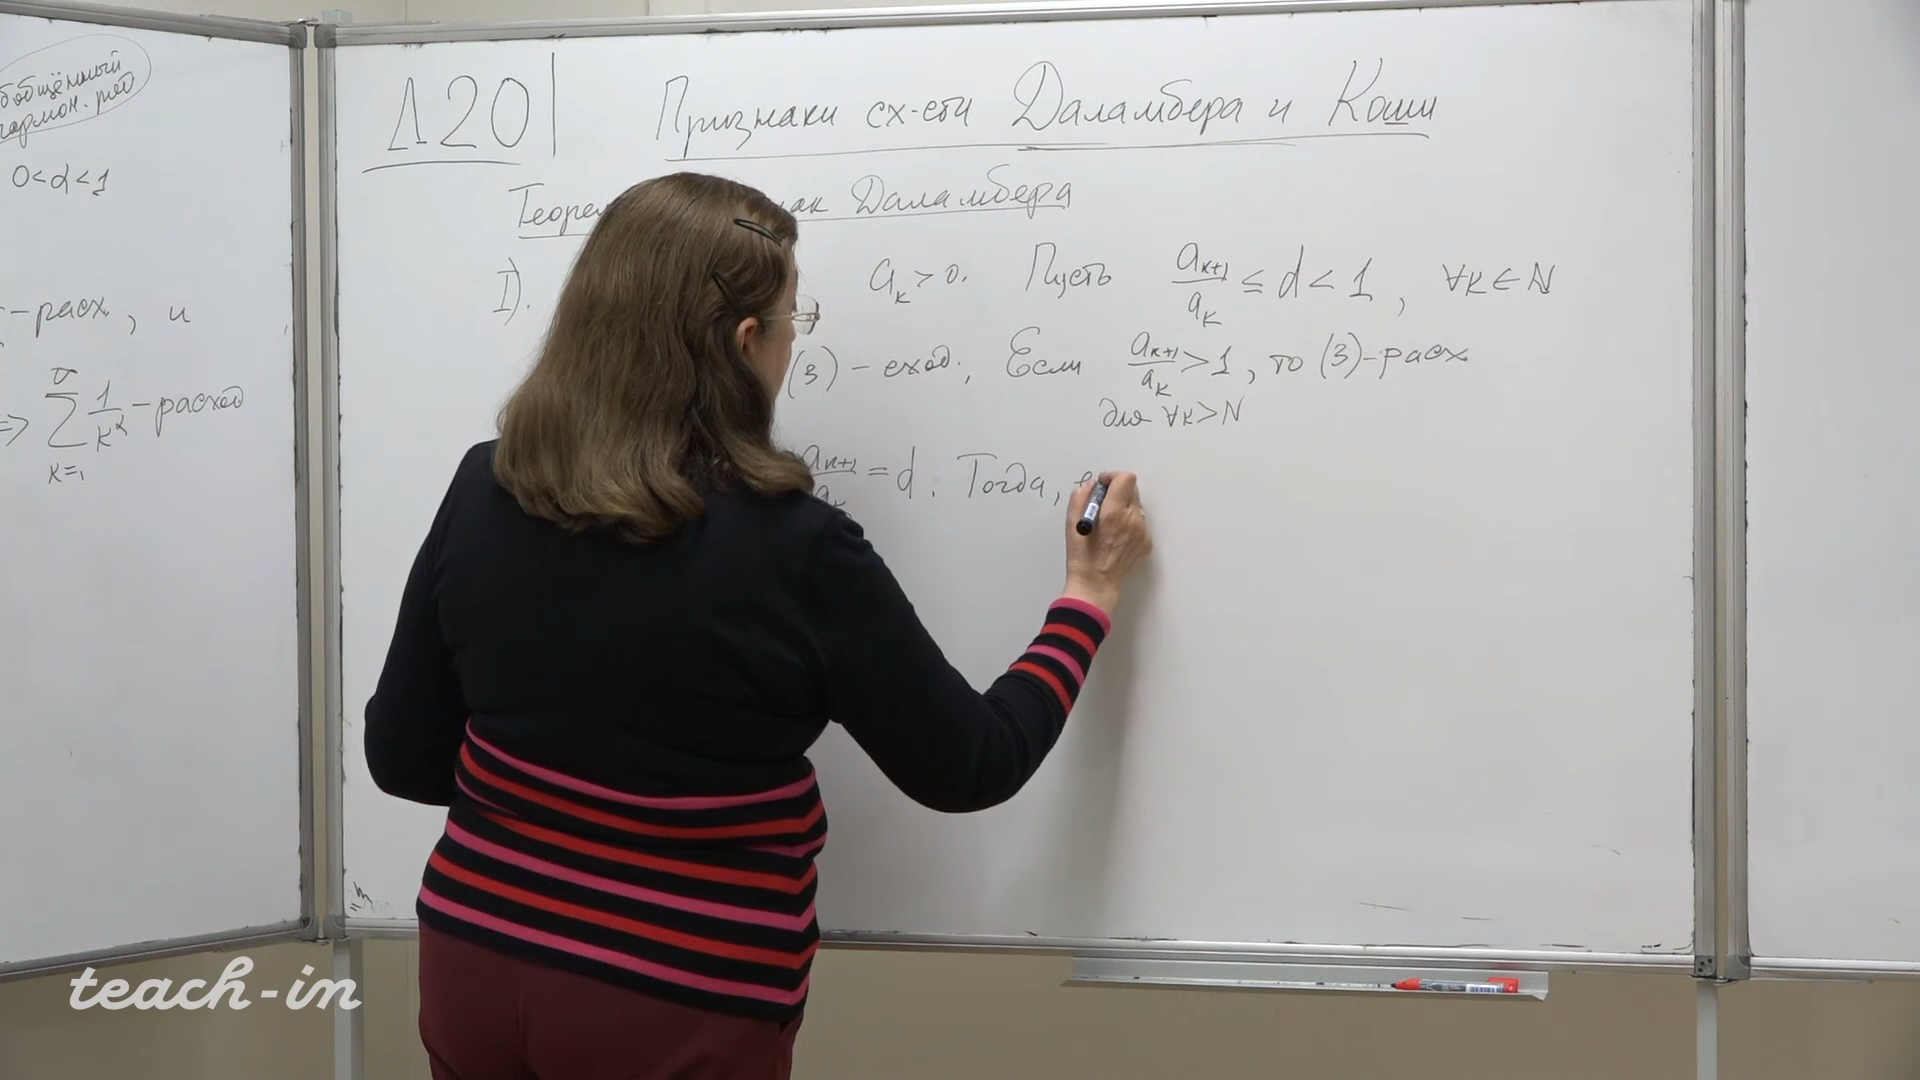 обобщённый
гармон. ряд
0<α<1
-расх, и
=> ∑ 1/k^α - расход
k=1
Л20
Признаки сх-сти Даламбера и Коши
Даламбера
I). a_k > 0. Пусть a_{k+1}/a_k ≤ d < 1, ∀k∈N
(3) - сход., Если a_{k+1}/a_k > 1, то (3)-расх
для ∀k>N
a_{k+1}/a_k = d. Тогда, е
teach-in